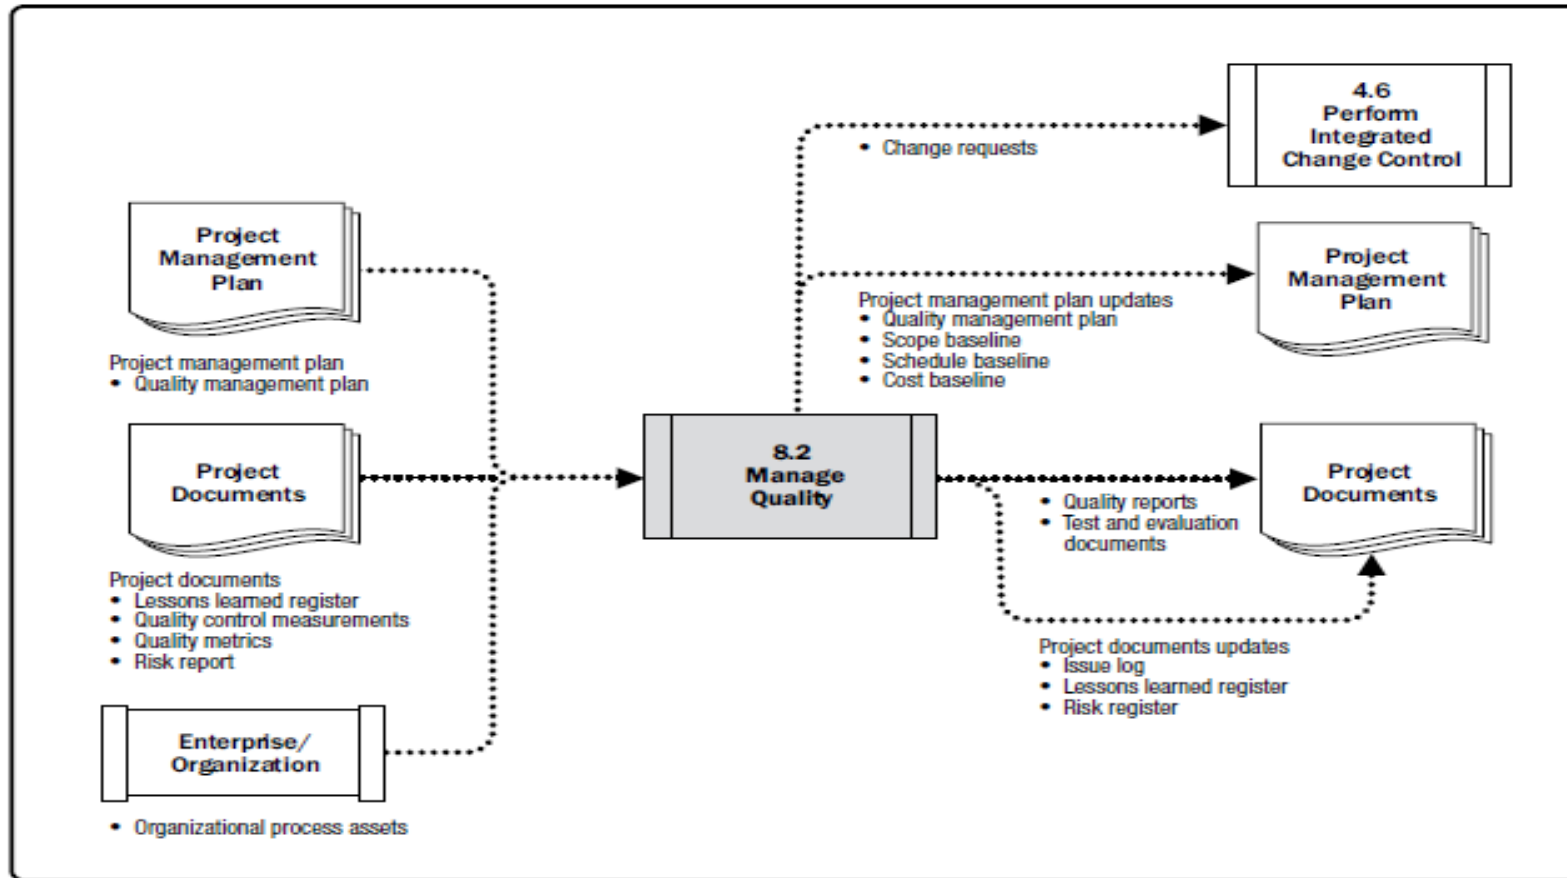 Project
Management
Plan
Project management plan
• Quality management plan
Project
Documents
Project documents
• Lessons learned register
• Quality control measurements
• Quality metrics
• Risk report
Enterprise/
Organization
• Organizational process assets
8.2
Manage
Quality
• Change requests
4.6
Perform
Integrated
Change Control
Project management plan updates
• Quality management plan
• Scope baseline
• Schedule baseline
• Cost baseline
Project
Management
Plan
• Quality reports
• Test and evaluation
documents
Project
Documents
Project documents updates
• Issue log
• Lessons learned register
• Risk register